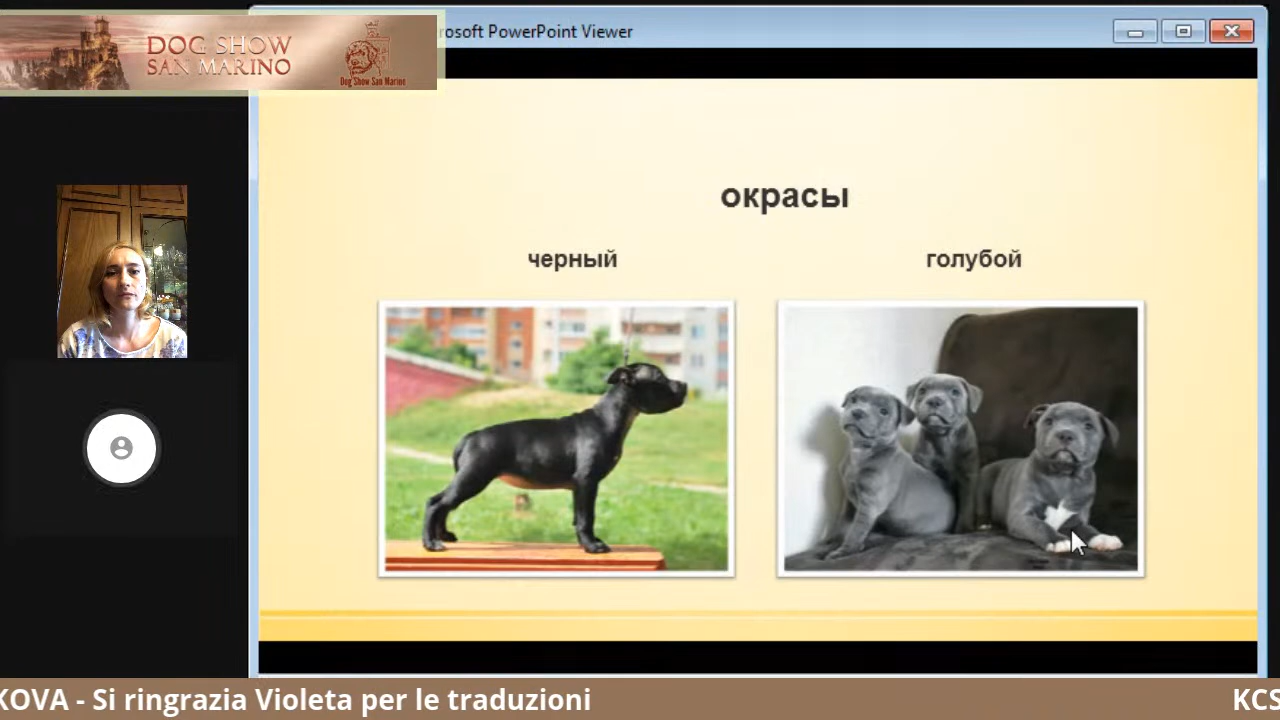 DOG SHOW
SAN MARINO
Dog Show San Marino
rosoft PowerPoint Viewer
окрасы
черный
голубой
KOVA - Si ringrazia Violeta per le traduzioni
KCS